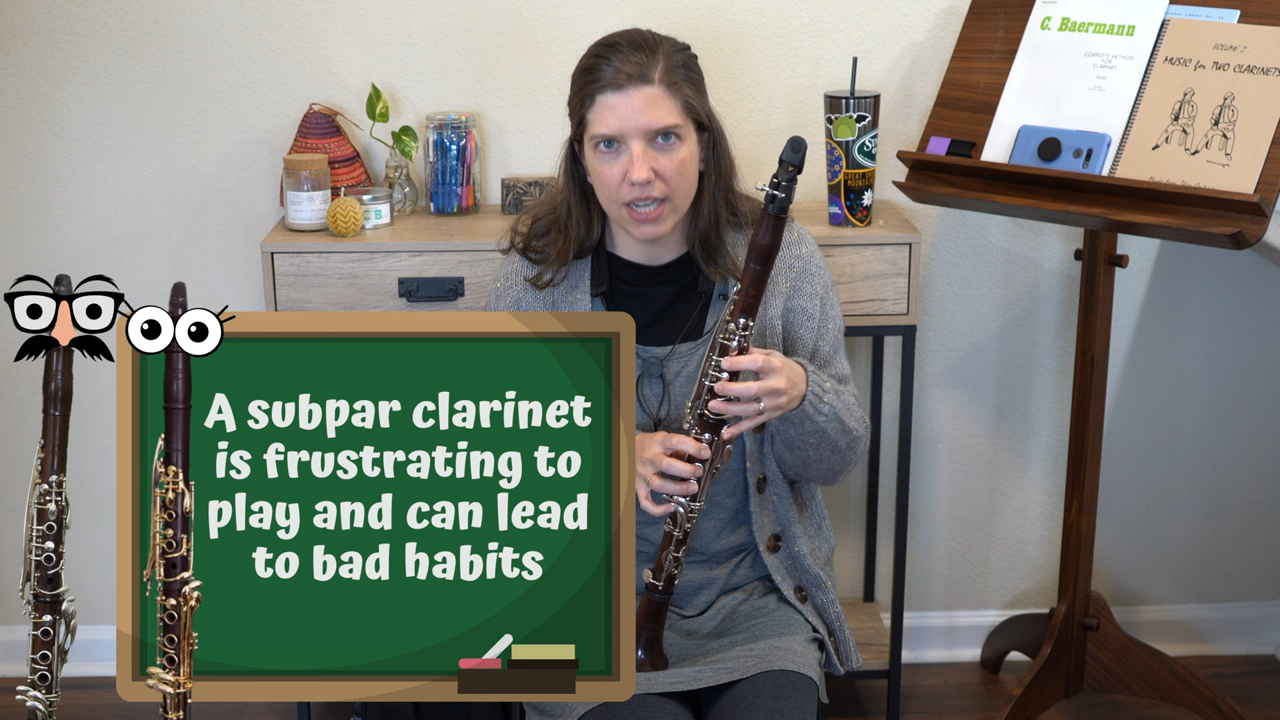 A subpar clarinet
is frustrating to
play and can lead
to bad habits
C. Baermann
COMPLETE METHOD
FOR
CLARINET
VOLUME 2
MUSIC for TWO CLARINETS